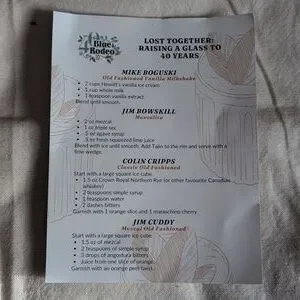 Blue
Rodeo
LOST TOGETHER:
RAISING A GLASS TO
40 YEARS
MIKE BOGUSKI
Old Fashioned Vanilla Milkshake
• 2 cups Hewitt's vanilla ice cream
• 1 cup whole milk
• 1 teaspoon vanilla extract
Blend until smooth.
JIM BOWSKILL
Mezcalita
• 2 oz mezcal
• 1 oz triple sec
• .5 oz agave syrup
• .5 oz fresh squeezed lime juice
Blend with ice until smooth. Add Tajin to the rim and serve with a
lime wedge.
COLIN CRIPPS
Classic Old Fashioned
Start with a large square ice cube.
• 1.5 oz Crown Royal Northern Rye (or other favourite Canadian
whiskey)
• 2 teaspoons simple syrup
• 1 teaspoon water
• 2 dashes bitters
Garnish with 1 orange slice and 1 maraschino cherry.
JIM CUDDY
Mezcal Old Fashioned
Start with a large square ice cube.
• 1.5 oz of mezcal
• 2 teaspoons of simple syrup
• 3 drops of angostura bitters
• Juice from one slice of orange.
Garnish with an orange peel twist.